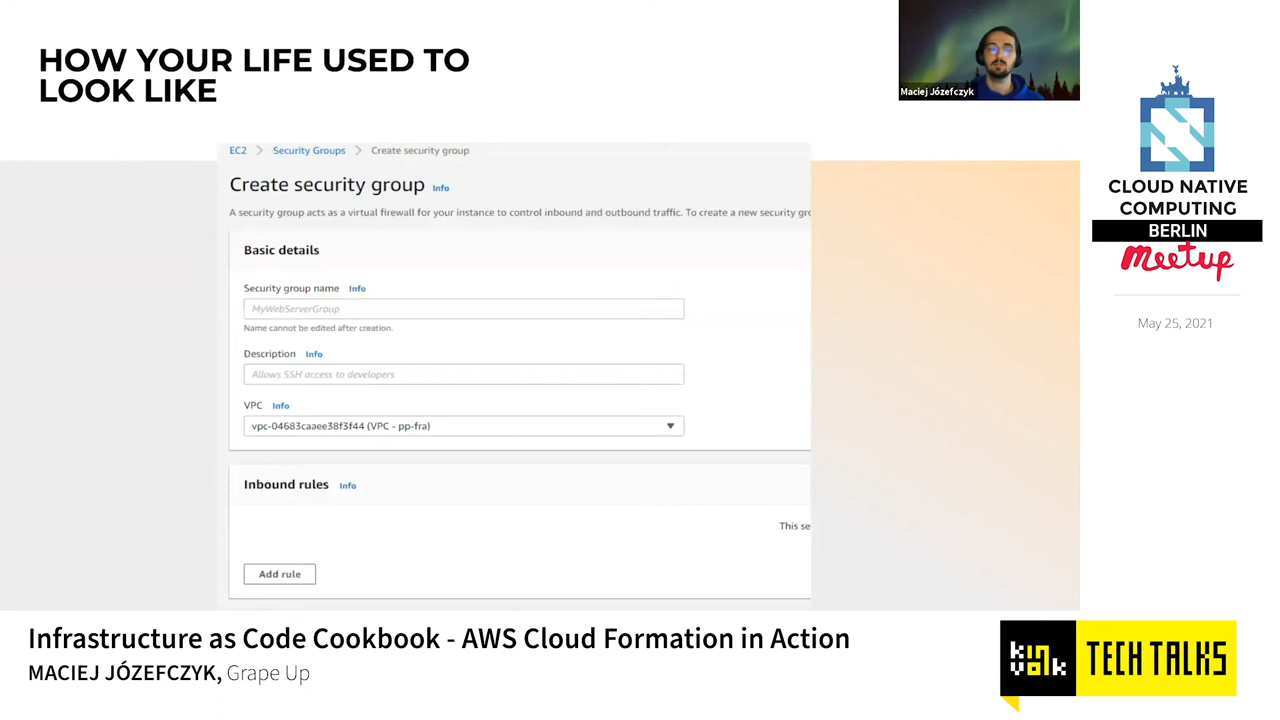 HOW YOUR LIFE USED TO
LOOK LIKE
Maciej Józefczyk
EC2 > Security Groups > Create security group
Create security group Info
A security group acts as a virtual firewall for your instance to control inbound and outbound traffic. To create a new security gro
Basic details
Security group name Info
MyWebServerGroup
Name cannot be edited after creation.
Description Info
Allows SSH access to developers
VPC Info
vpc-04683caaee38f3f44 (VPC - pp-fra)
Inbound rules Info
This se
Add rule
CLOUD NATIVE
COMPUTING
BERLIN
Meetup
May 25, 2021
Infrastructure as Code Cookbook - AWS Cloud Formation in Action
MACIEJ JÓZEFCZYK, Grape Up
kinvolk
TECH TALKS